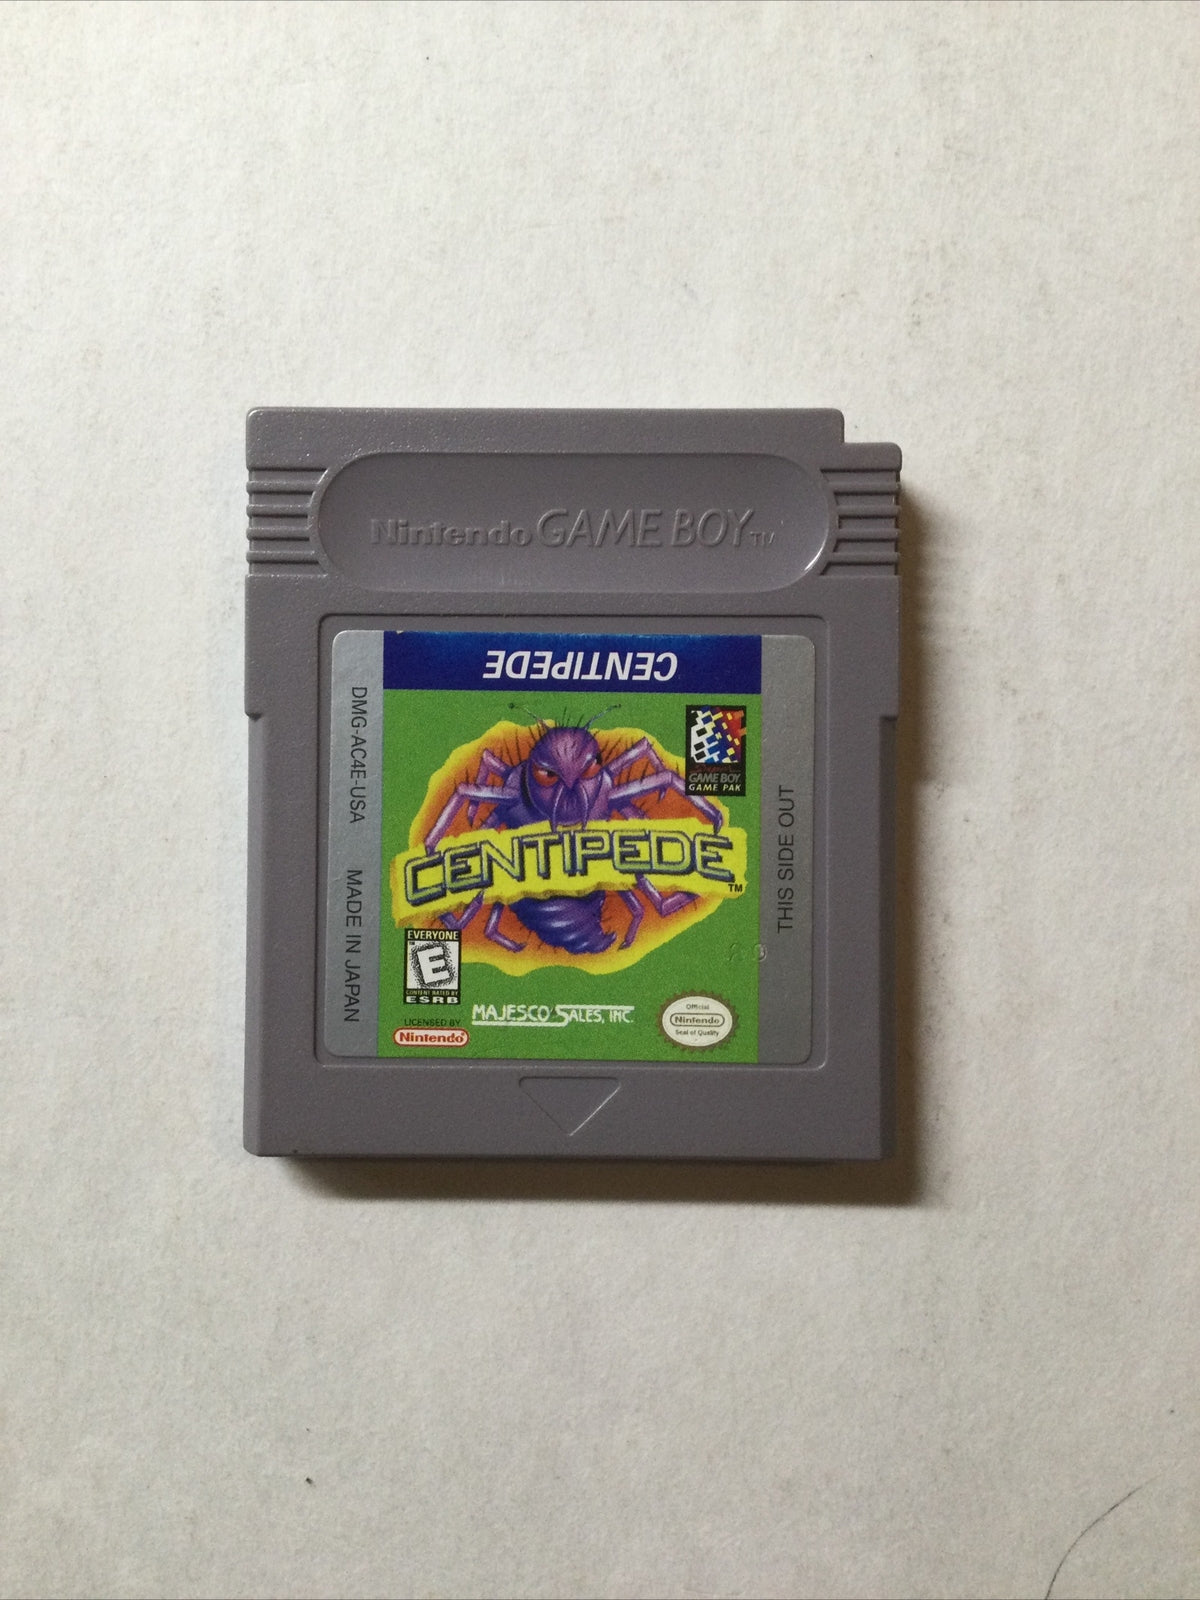 Nintendo GAME BOY TM
CENTIPEDE
DMG-AC4E-USA MADE IN JAPAN
Super
GAME BOY
GAME PAK
THIS SIDE OUT
CENTIPEDE TM
EVERYONE
E
CONTENT RATED BY
ESRB
LICENSED BY
Nintendo
MAJESCO SALES, INC.
Official
Nintendo
Seal of Quality